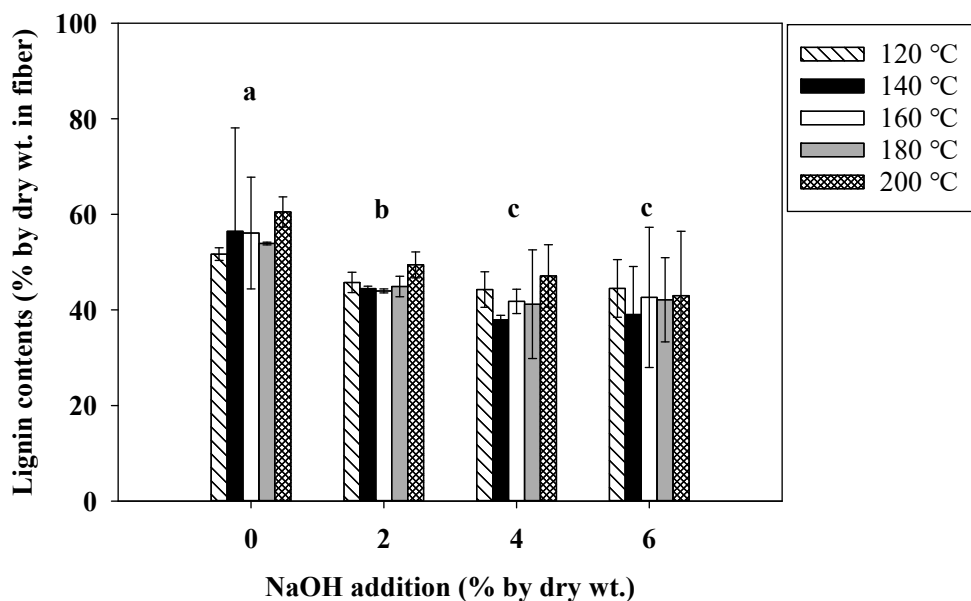 Lignin contents (% by dry wt. in fiber)
100
80
60
40
20
0
a
b
c
c
0
2
4
6
NaOH addition (% by dry wt.)
120 °C
140 °C
160 °C
180 °C
200 °C